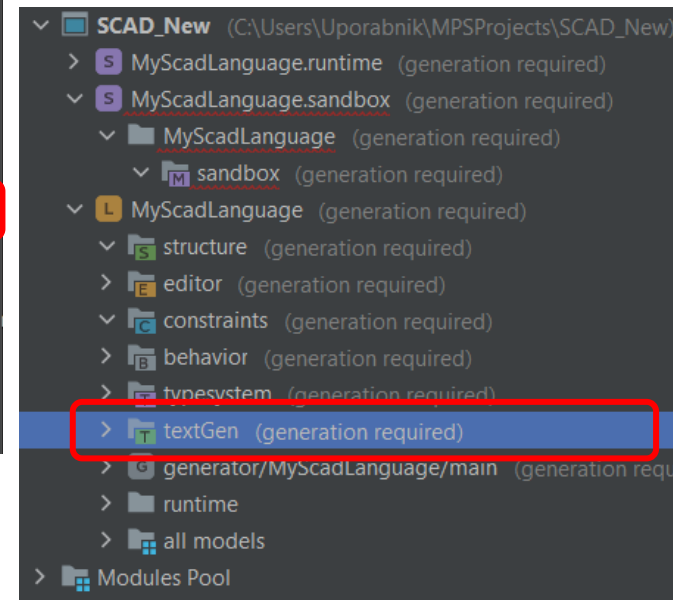 SCAD_New (C:\Users\Uporabnik\MPSProjects\SCAD_New)
S MyScadLanguage.runtime (generation required)
S MyScadLanguage.sandbox (generation required)
MyScadLanguage (generation required)
M sandbox (generation required)
L MyScadLanguage (generation required)
S structure (generation required)
E editor (generation required)
C constraints (generation required)
B behavior (generation required)
T typesystem (generation required)
T textGen (generation required)
G generator/MyScadLanguage/main (generation requ
runtime
all models
Modules Pool